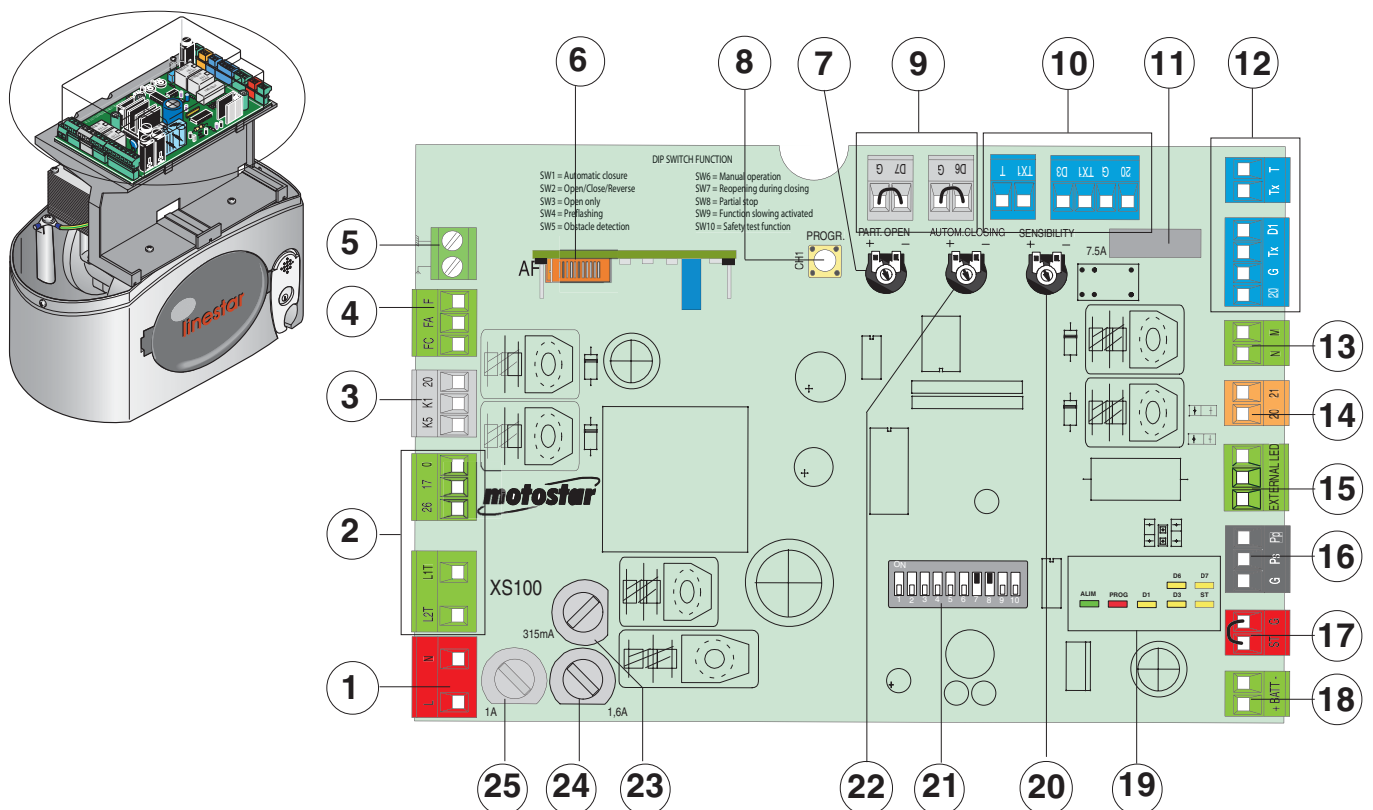 6
8
7
9
10
11
12
linestar
5
4
3
2
1
DIP SWITCH FUNCTION
SW1 = Automatic closure
SW2 = Open/Close/Reverse
SW3 = Open only
SW4 = Preflashing
SW5 = Obstacle detection
SW6 = Manual operation
SW7 = Reopening during closing
SW8 = Partial stop
SW9 = Function slowing activated
SW10 = Safety test function
AF
PROGR.
CH1
G D7
G D6
T TX1
D3 TX1 G 20
PART. OPEN
+ −
AUTOM.CLOSING
+ −
SENSIBILITY
+ −
7.5A
Tx T
20 G Tx D1
N M
20 21
EXTERNAL LED
G Ps Pp
ST G
+ BATT -
13
14
15
16
17
18
FC FA F
K5 K1 20
26 17 0
L2T L1T
L N
motostar
XS100
315mA
1A
1,6A
ON
1 2 3 4 5 6 7 8 9 10
D6 D7
ALIM PROG D1 D3 ST
25
24
23
22
21
20
19